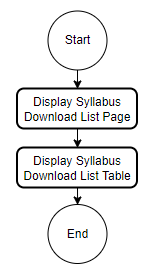 Start
Display Syllabus
Download List Page
Display Syllabus
Download List Table
End